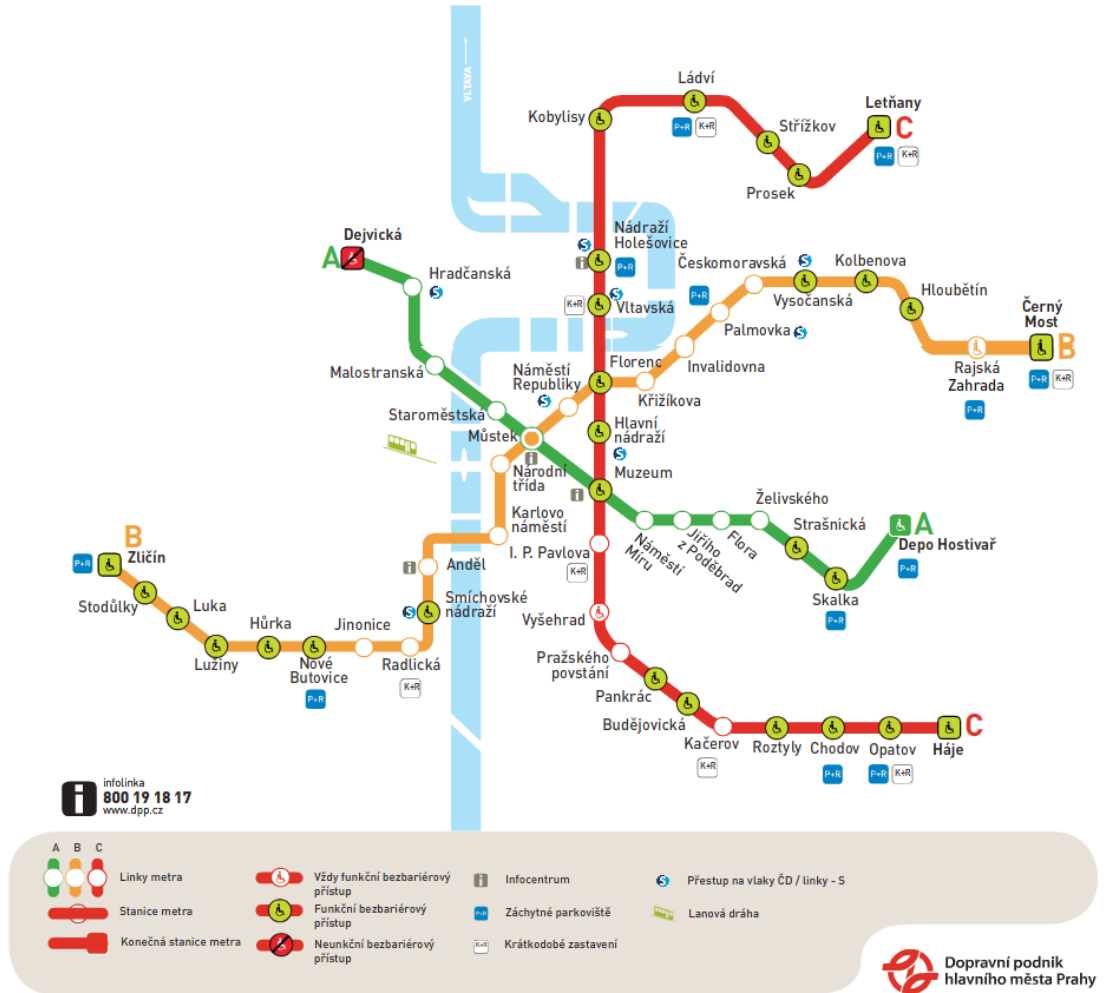 VLTAVA
Ládví
P+R K+R
Letňany
C
P+R K+R
Kobylisy
Střížkov
Prosek
Dejvická
A
Hradčanská
S
Nádraží
Holešovice
S
i
P+R
Českomoravská
P+R
S
Vysočanská
Kolbenova
Hloubětín
Černý
Most
B
P+R K+R
K+R
S
Vltavská
Palmovka
S
Malostranská
Náměstí
Republiky
S
Florenc
Invalidovna
Křižíkova
Rajská
Zahrada
P+R
Staroměstská
Můstek
i
Hlavní
nádraží
S
Národní
třída
i
Muzeum
Karlovo
náměstí
I. P. Pavlova
K+R
Náměstí
Míru
Jiřího
z Poděbrad
Flora
Želivského
Strašnická
Skalka
P+R
A
Depo Hostivař
P+R
B
P+R
Zličín
Stodůlky
Luka
Lužiny
Hůrka
Nové
Butovice
P+R
Jinonice
Radlická
K+R
i
Anděl
S
Smíchovské
nádraží
Vyšehrad
Pražského
povstání
Pankrác
Budějovická
Kačerov
K+R
Roztyly
Chodov
P+R
Opatov
P+R K+R
Háje
C
i
infolinka
800 19 18 17
www.dpp.cz
A B C
Linky metra
Stanice metra
Konečná stanice metra
Vždy funkční bezbariérový
přístup
Funkční bezbariérový
přístup
Neunkční bezbariérový
přístup
i Infocentrum
P+R Záchytné parkoviště
K+R Krátkodobé zastavení
S Přestup na vlaky ČD / linky - S
Lanová dráha
Dopravní podnik
hlavního města Prahy